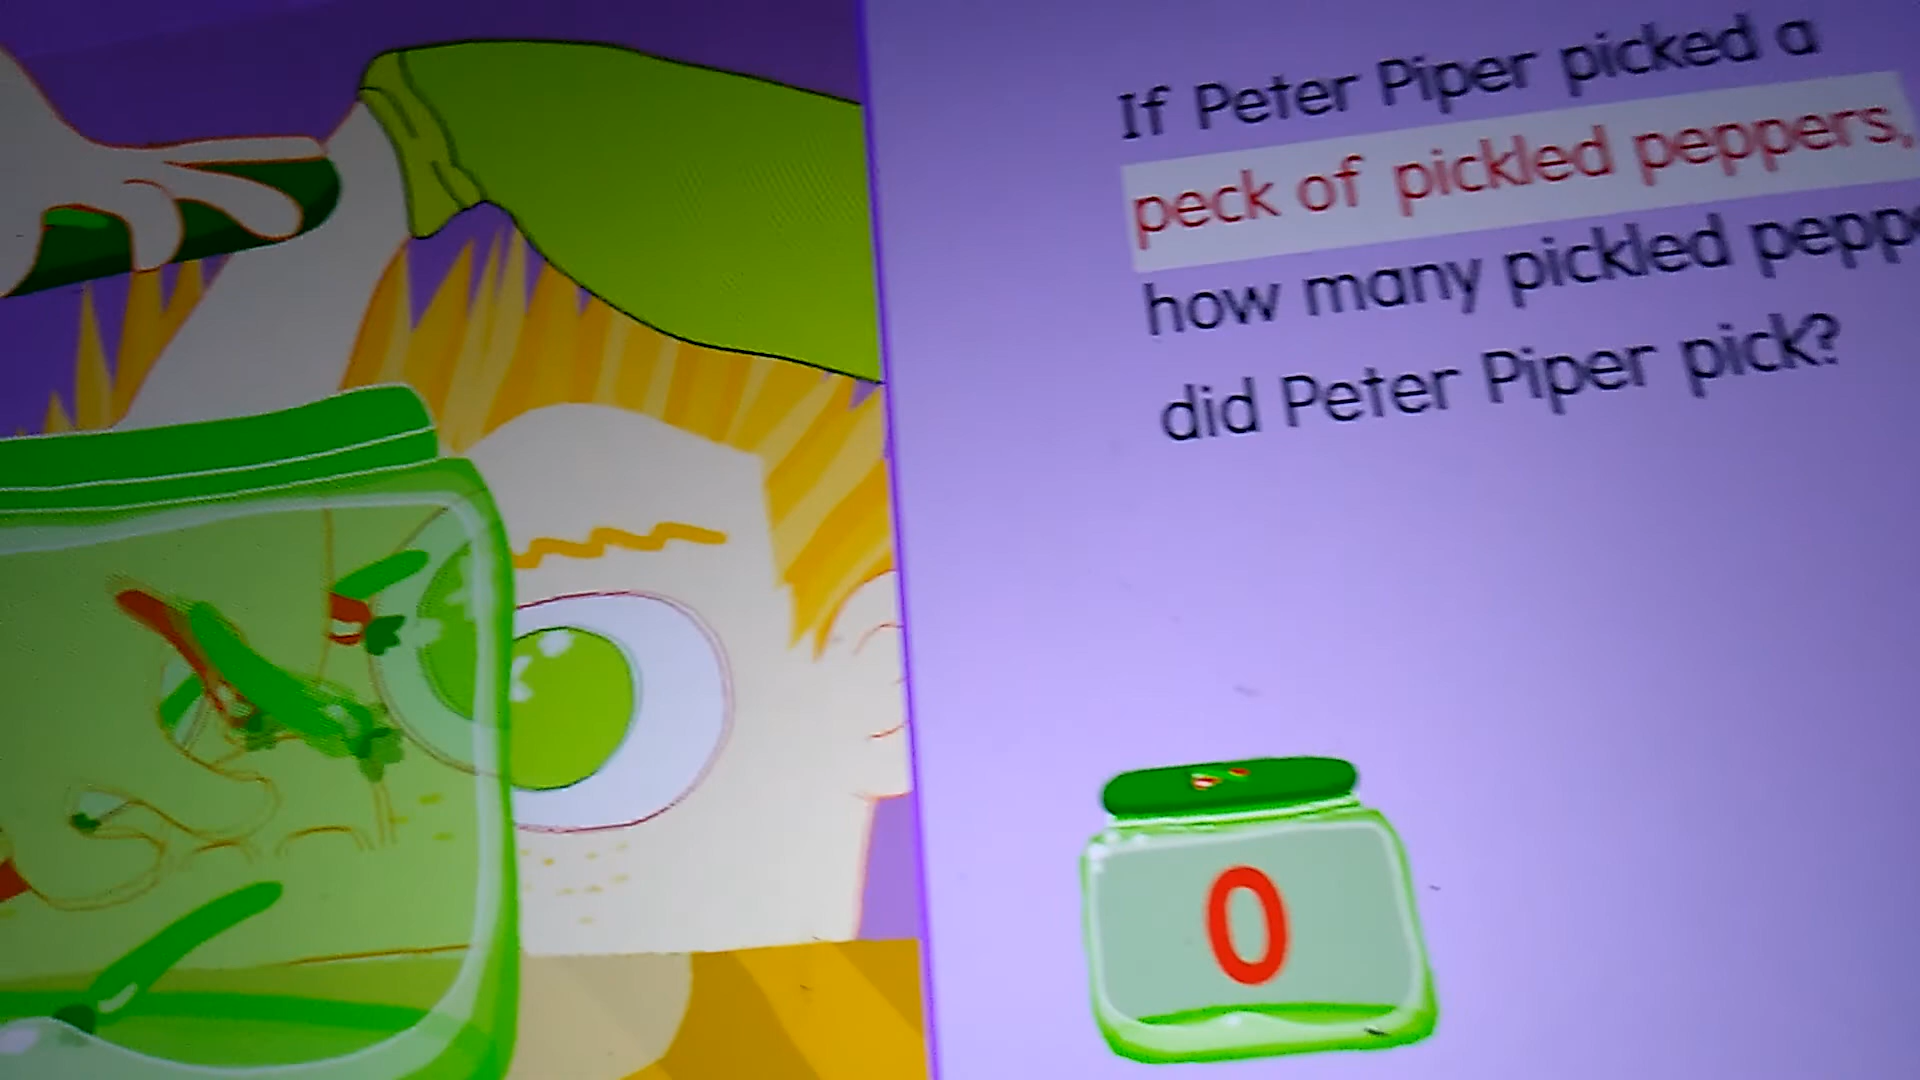 If Peter Piper picked a
peck of pickled peppers,
how many pickled
did Peter Piper pick?
0